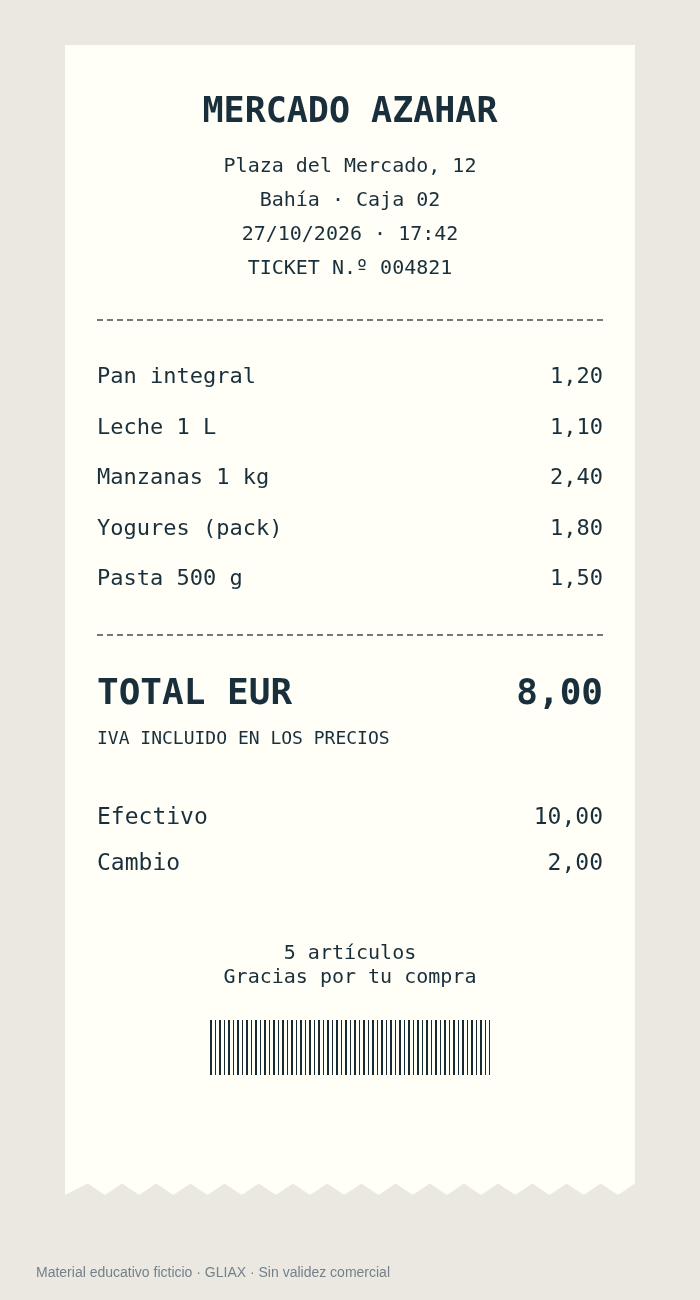 MERCADO AZAHAR
Plaza del Mercado, 12
Bahía · Caja 02
27/10/2026 · 17:42
TICKET N.º 004821
Pan integral 1,20
Leche 1 L 1,10
Manzanas 1 kg 2,40
Yogures (pack) 1,80
Pasta 500 g 1,50
TOTAL EUR 8,00
IVA INCLUIDO EN LOS PRECIOS
Efectivo 10,00
Cambio 2,00
5 artículos
Gracias por tu compra
Material educativo ficticio · GLIAX · Sin validez comercial